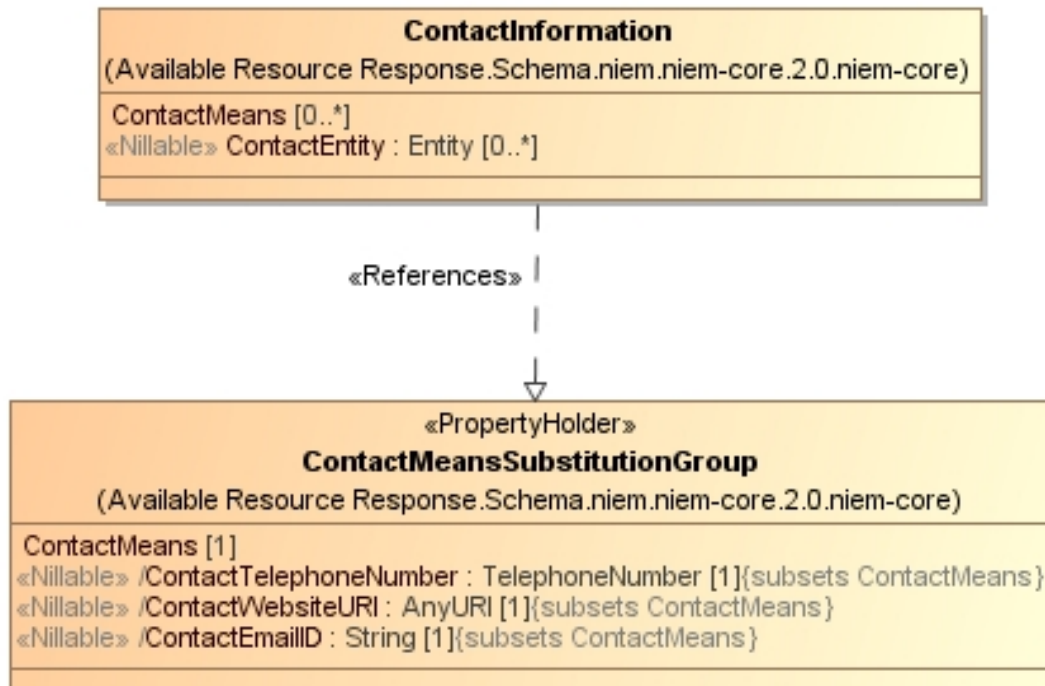 ContactInformation
(Available Resource Response.Schema.niem.niem-core.2.0.niem-core)
ContactMeans [0..*]
«Nillable» ContactEntity : Entity [0..*]
«References»
«PropertyHolder»
ContactMeansSubstitutionGroup
(Available Resource Response.Schema.niem.niem-core.2.0.niem-core)
ContactMeans [1]
«Nillable» /ContactTelephoneNumber : TelephoneNumber [1]{subsets ContactMeans}
«Nillable» /ContactWebsiteURI : AnyURI [1]{subsets ContactMeans}
«Nillable» /ContactEmailID : String [1]{subsets ContactMeans}